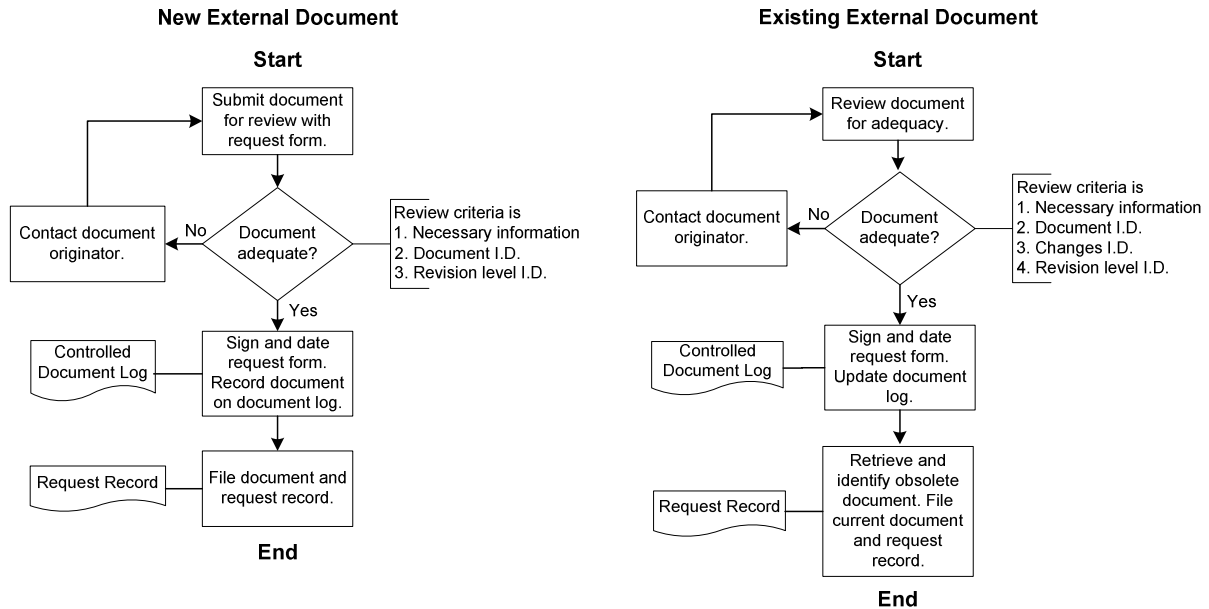 New External Document
Start
Submit document
for review with
request form.
Contact document
originator.
No
Document
adequate?
Review criteria is
1. Necessary information
2. Document I.D.
3. Revision level I.D.
Yes
Controlled
Document Log
Sign and date
request form.
Record document
on document log.
Request Record
File document and
request record.
End
Existing External Document
Start
Review document
for adequacy.
Contact document
originator.
No
Document
adequate?
Review criteria is
1. Necessary information
2. Document I.D.
3. Changes I.D.
4. Revision level I.D.
Yes
Controlled
Document Log
Sign and date
request form.
Update document
log.
Request Record
Retrieve and
identify obsolete
document. File
current document
and request
record.
End